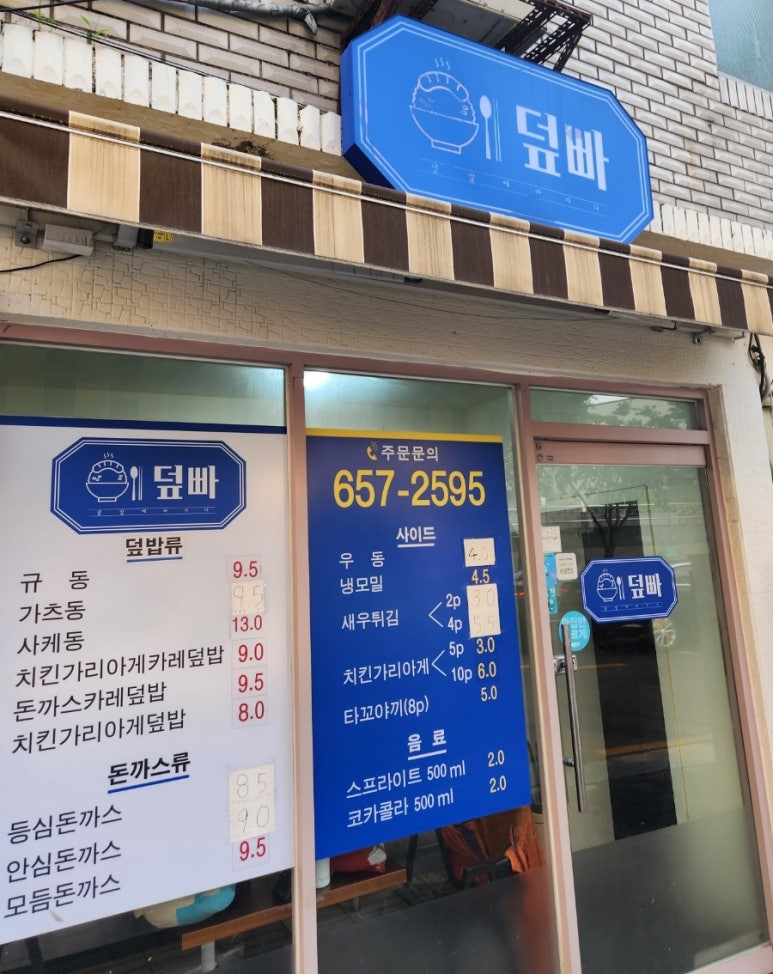 덮빠
덮빠
덮밥류
규 동 9.5
가츠동 9.5
사케동 13.0
치킨가리아게카레덮밥 9.0
돈까스카레덮밥 9.5
치킨가리아게덮밥 8.0
돈까스류
등심돈까스 8.5
안심돈까스 9.0
모듬돈까스 9.5
주문문의
657-2595
사이드
우 동 4.0
냉모밀 4.5
새우튀김 2p 3.0
4p 5.5
치킨가리아게 5p 3.0
10p 6.0
타꼬야끼(8p) 5.0
음 료
스프라이트 500 ml 2.0
코카콜라 500 ml 2.0
덮빠